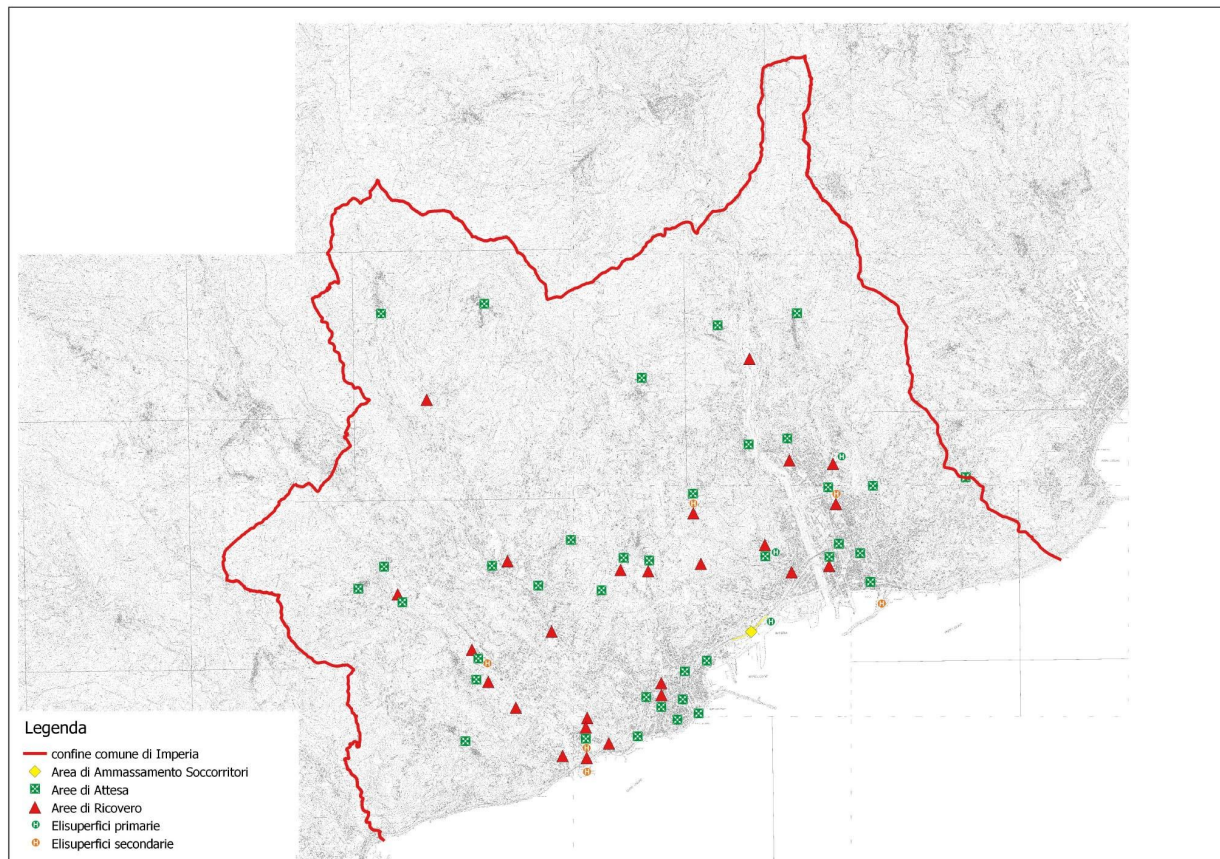 Legenda
confine comune di Imperia
Area di Ammassamento Soccorritori
Aree di Attesa
Aree di Ricovero
Elisuperfici primarie
Elisuperfici secondarie